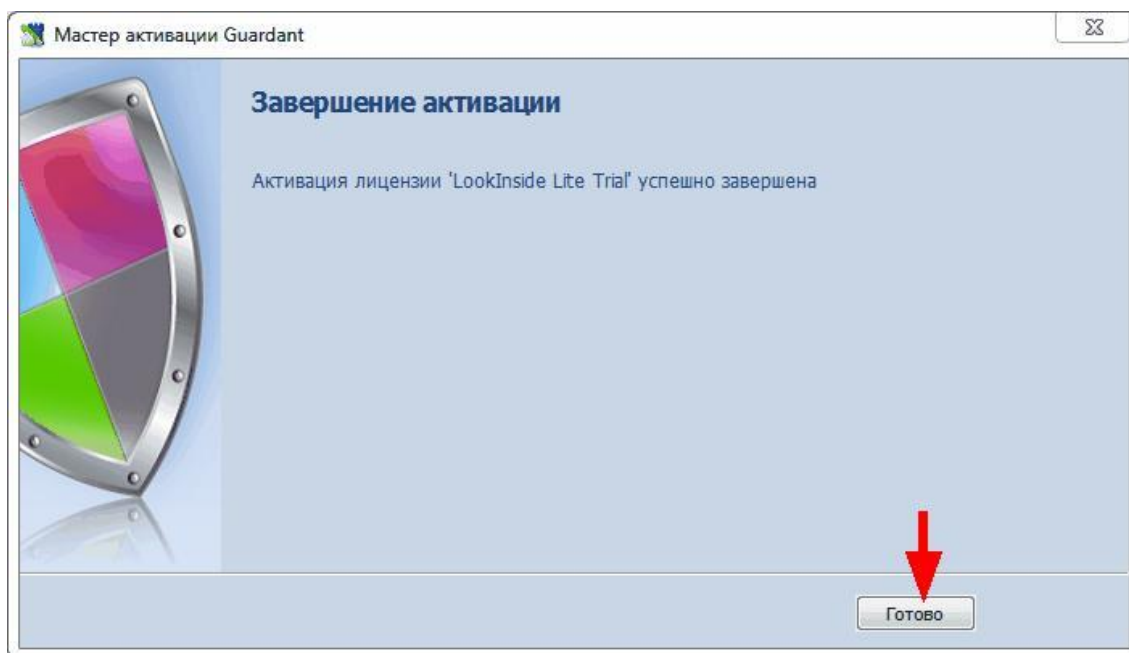 Мастер активации Guardant
Завершение активации
Активация лицензии 'LookInside Lite Trial' успешно завершена
Готово